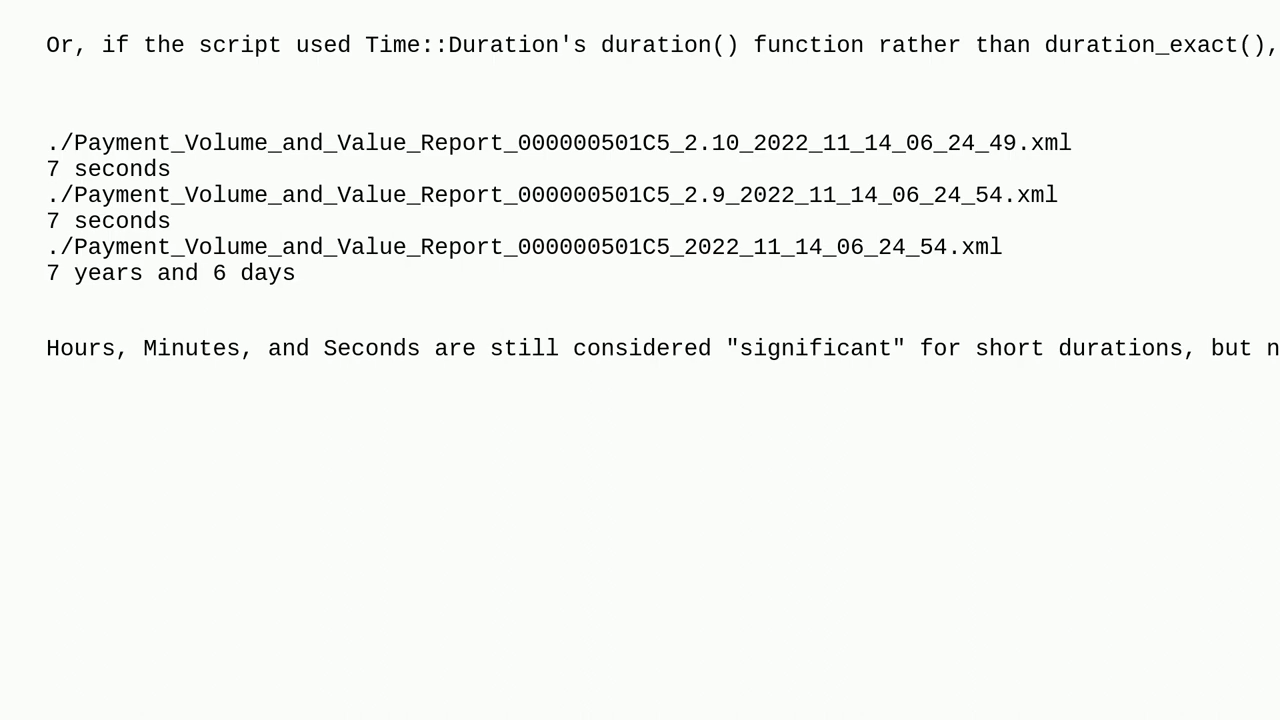 Or, if the script used Time::Duration's duration() function rather than duration_exact(),
./Payment_Volume_and_Value_Report_000000501C5_2.10_2022_11_14_06_24_49.xml
7 seconds
./Payment_Volume_and_Value_Report_000000501C5_2.9_2022_11_14_06_24_54.xml
7 seconds
./Payment_Volume_and_Value_Report_000000501C5_2022_11_14_06_24_54.xml
7 years and 6 days
Hours, Minutes, and Seconds are still considered "significant" for short durations, but